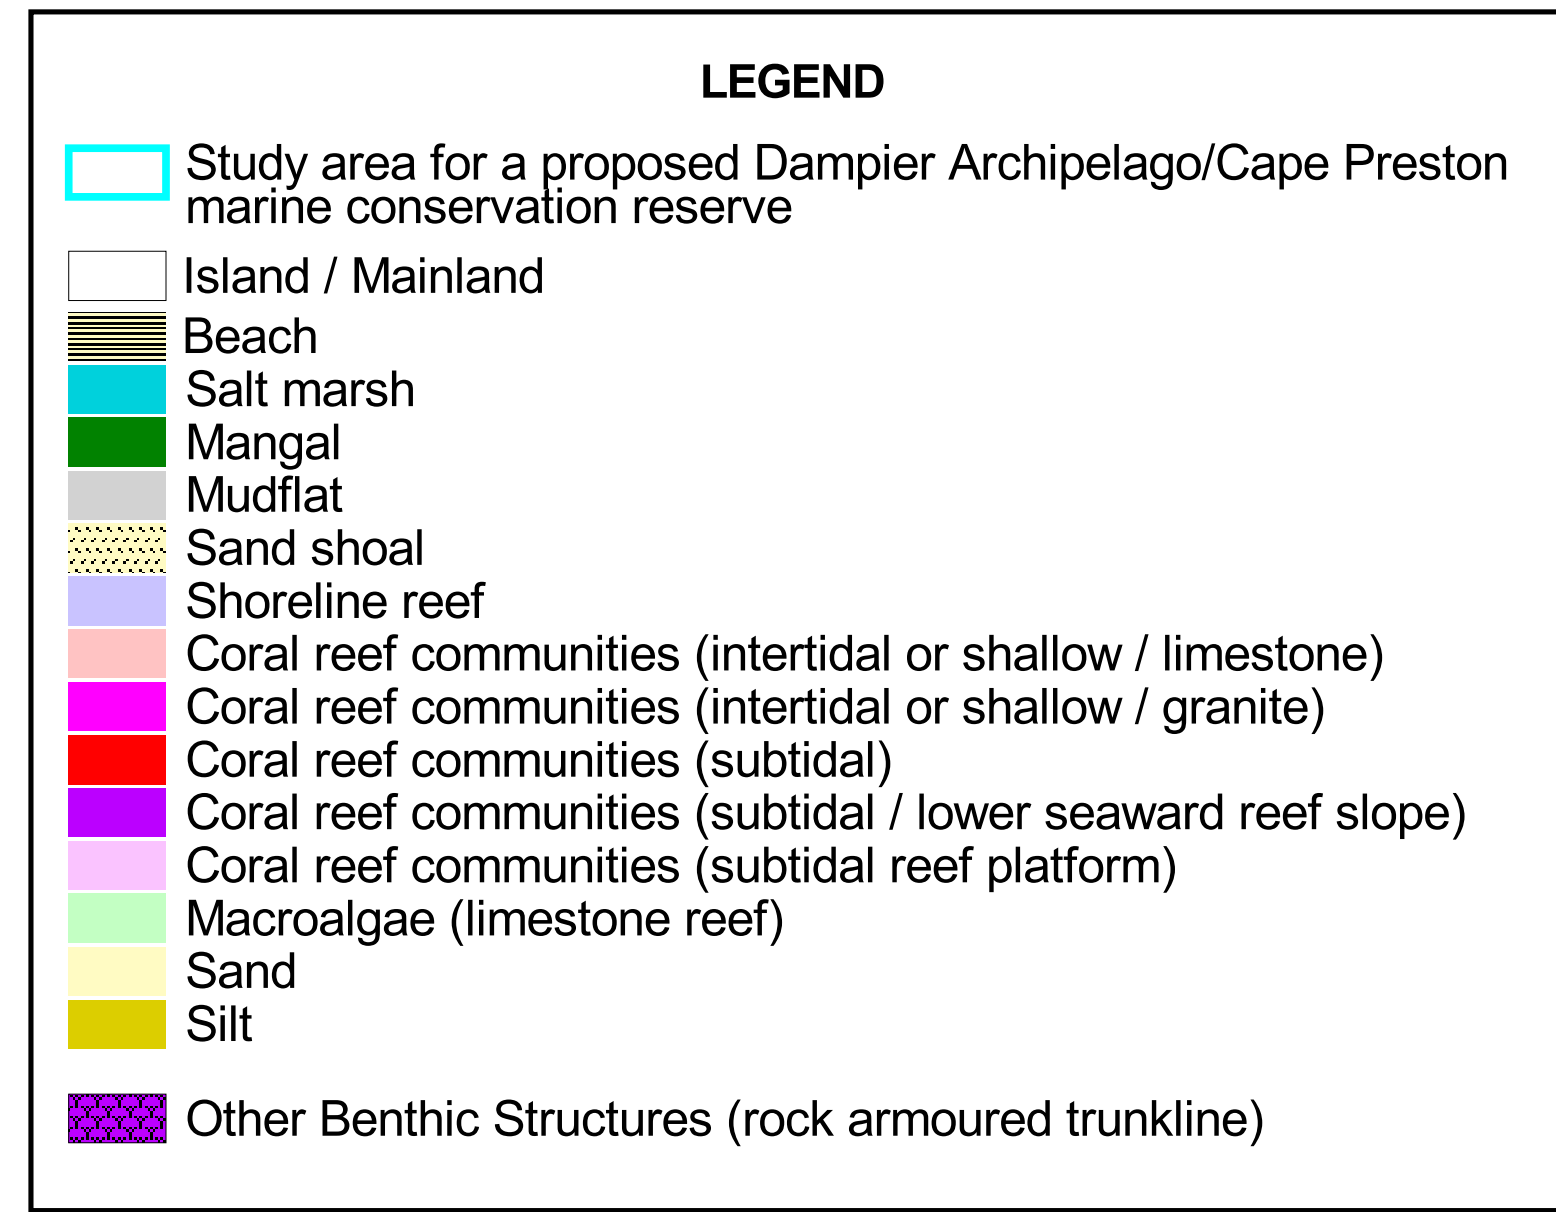 LEGEND
Study area for a proposed Dampier Archipelago/Cape Preston
marine conservation reserve
Island / Mainland
Beach
Salt marsh
Mangal
Mudflat
Sand shoal
Shoreline reef
Coral reef communities (intertidal or shallow / limestone)
Coral reef communities (intertidal or shallow / granite)
Coral reef communities (subtidal)
Coral reef communities (subtidal / lower seaward reef slope)
Coral reef communities (subtidal reef platform)
Macroalgae (limestone reef)
Sand
Silt
Other Benthic Structures (rock armoured trunkline)